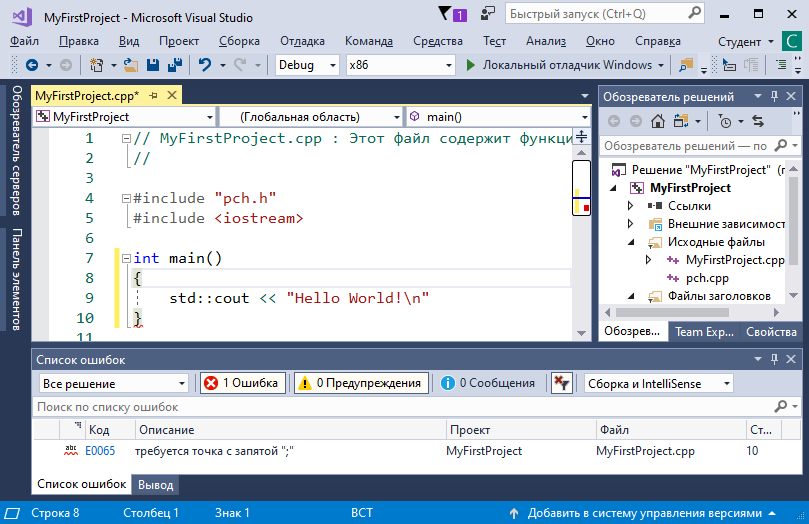 MyFirstProject - Microsoft Visual Studio
1
Быстрый запуск (Ctrl+Q)
Файл Правка Вид Проект Сборка Отладка Команда Средства Тест Анализ Окно Справка Студент C
Debug x86 Локальный отладчик Windows
Обозреватель серверов
Панель элементов
MyFirstProject.cpp*
MyFirstProject (Глобальная область) main()
1 // MyFirstProject.cpp : Этот файл содержит функци
2 //
3
4 #include "pch.h"
5 #include <iostream>
6
7 int main()
8 {
9 std::cout << "Hello World!\n"
10 }
11
Обозреватель решений
Обозреватель решений — по
Решение "MyFirstProject"
MyFirstProject
Ссылки
Внешние зависимост
Исходные файлы
MyFirstProject.cpp
pch.cpp
Файлы заголовков
Обозрев... Team Exp... Свойства
Список ошибок
Все решение 1 Ошибка 0 Предупреждения 0 Сообщения Сборка и IntelliSense
Поиск по списку ошибок
Код Описание Проект Файл Ст...
abc E0065 требуется точка с запятой ";" MyFirstProject MyFirstProject.cpp 10
Список ошибок Вывод
Строка 8 Столбец 1 Знак 1 ВСТ Добавить в систему управления версиями